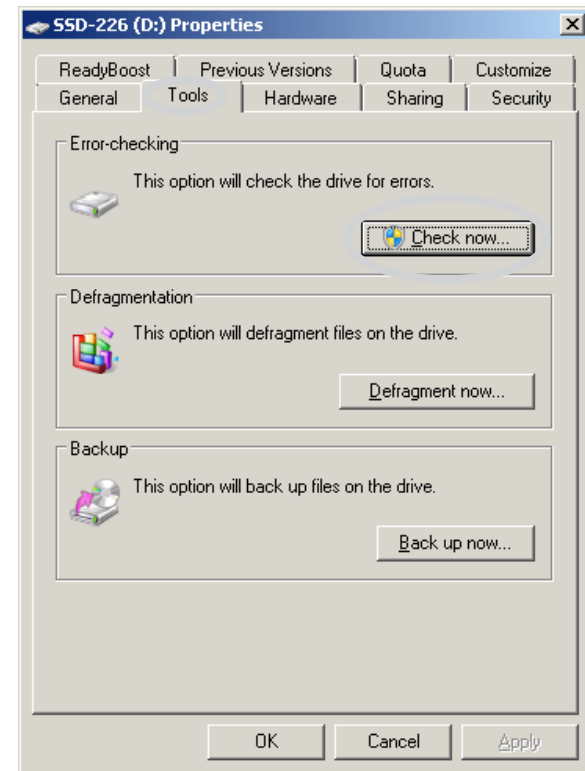 SSD-226 (D:) Properties
ReadyBoost Previous Versions Quota Customize
General Tools Hardware Sharing Security
Error-checking
This option will check the drive for errors.
Check now...
Defragmentation
This option will defragment files on the drive.
Defragment now...
Backup
This option will back up files on the drive.
Back up now...
OK Cancel Apply